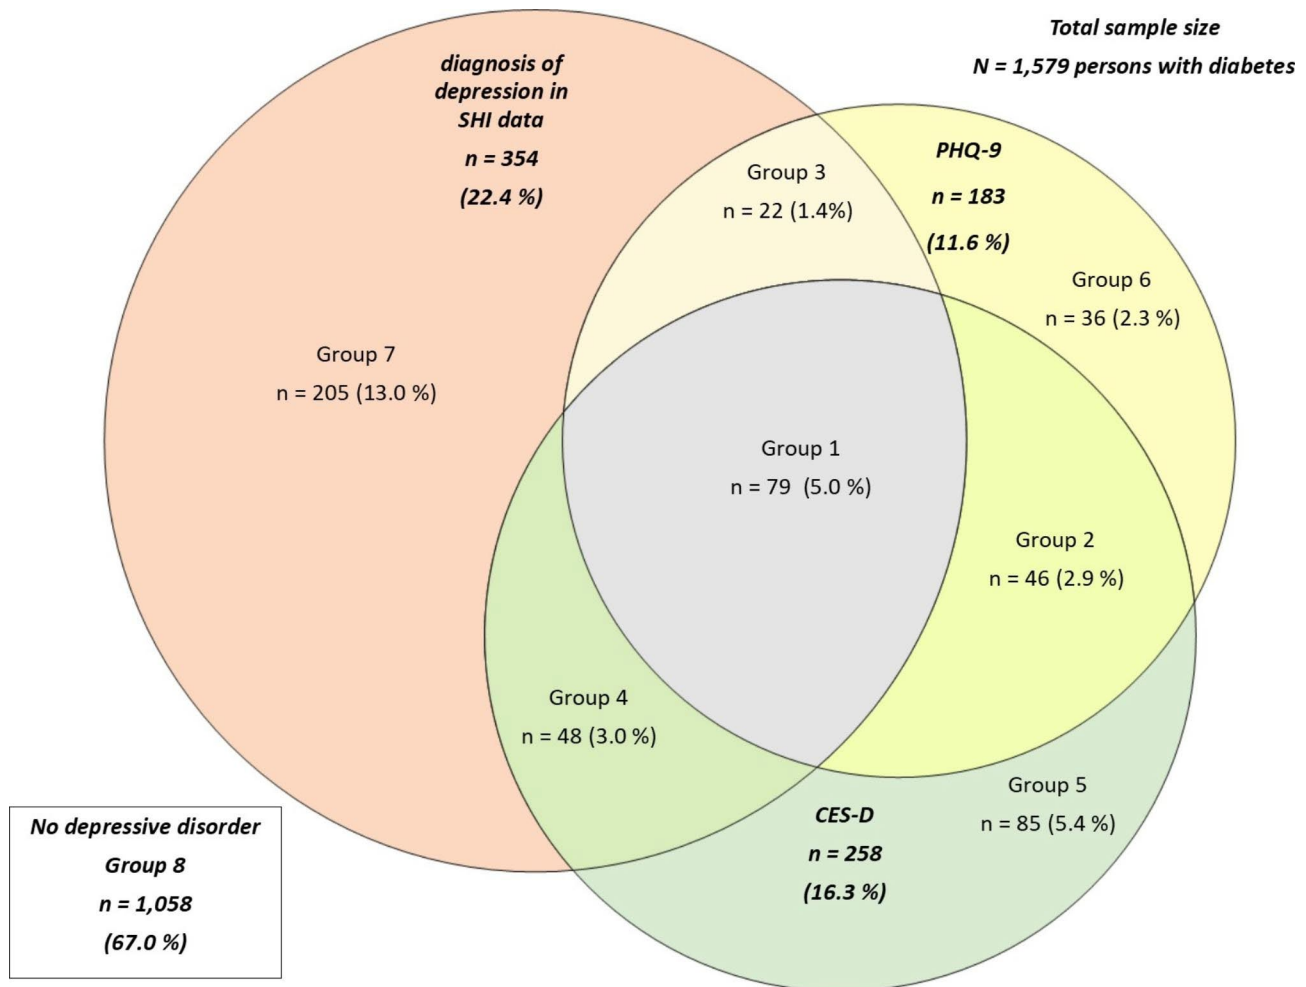 Total sample size
N = 1,579 persons with diabetes
diagnosis of
depression in
SHI data
n = 354
(22.4 %)
PHQ-9
n = 183
(11.6 %)
Group 3
n = 22 (1.4%)
Group 6
n = 36 (2.3 %)
Group 7
n = 205 (13.0 %)
Group 1
n = 79  (5.0 %)
Group 2
n = 46 (2.9 %)
Group 4
n = 48 (3.0 %)
Group 5
n = 85 (5.4 %)
CES-D
n = 258
(16.3 %)
No depressive disorder
Group 8
n = 1,058
(67.0 %)